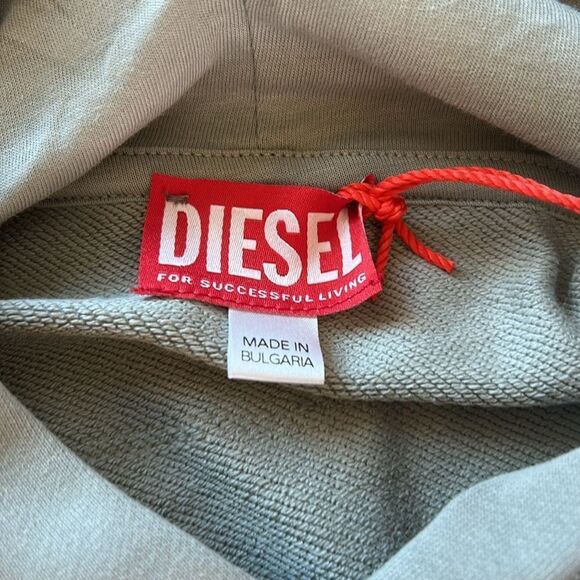 DIESEL
FOR SUCCESSFUL LIVING
MADE IN
BULGARIA